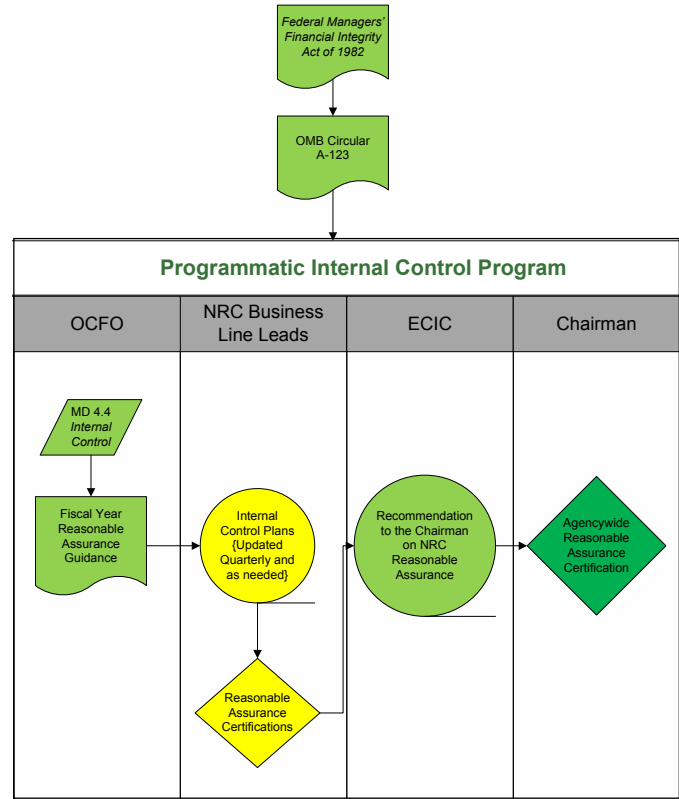 Federal Managers'
Financial Integrity
Act of 1982
OMB Circular
A-123
Programmatic Internal Control Program
OCFO
NRC Business
Line Leads
ECIC
Chairman
MD 4.4
Internal
Control
Fiscal Year
Reasonable
Assurance
Guidance
Internal
Control Plans
{Updated
Quarterly and
as needed}
Reasonable
Assurance
Certifications
Recommendation
to the Chairman
on NRC
Reasonable
Assurance
Agencywide
Reasonable
Assurance
Certification